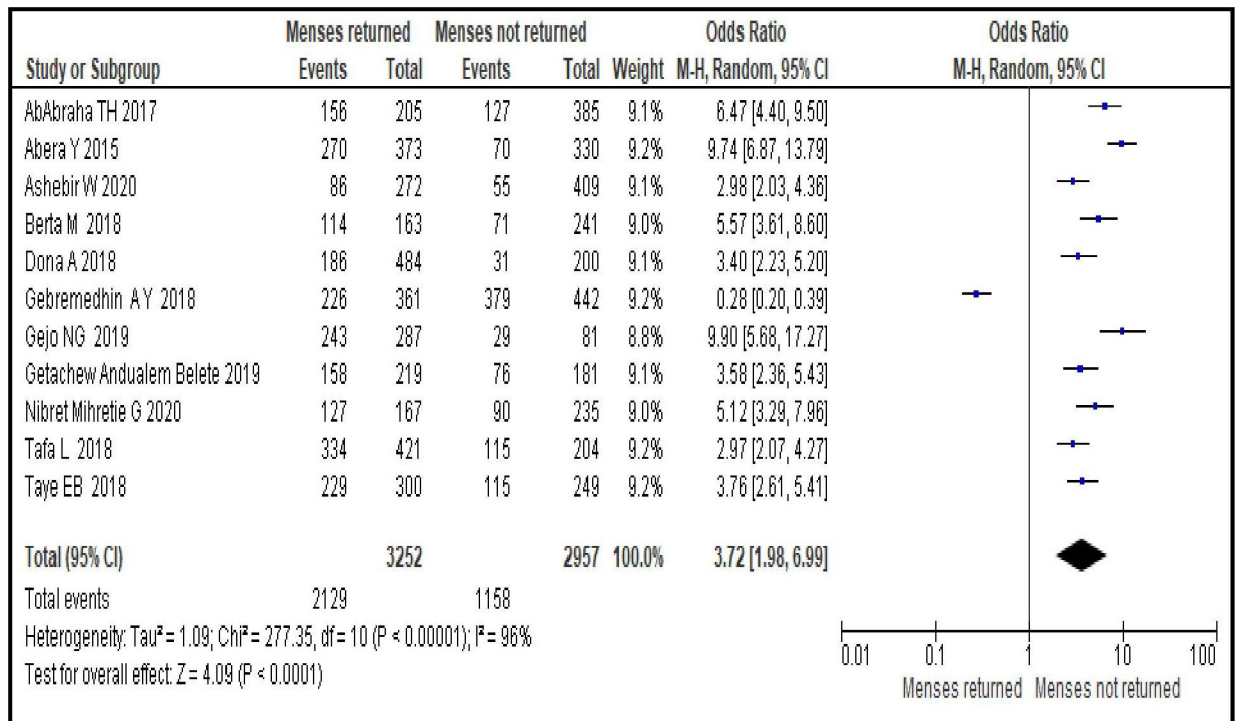 Menses returned Menses not returned Odds Ratio Odds Ratio
Study or Subgroup Events Total Events Total Weight M-H, Random, 95% CI M-H, Random, 95% CI
AbAbraha TH 2017 156 205 127 385 9.1% 6.47 [4.40, 9.50]
Abera Y 2015 270 373 70 330 9.2% 9.74 [6.87, 13.79]
Ashebir W 2020 86 272 55 409 9.1% 2.98 [2.03, 4.36]
Berta M 2018 114 163 71 241 9.0% 5.57 [3.61, 8.60]
Dona A 2018 186 484 31 200 9.1% 3.40 [2.23, 5.20]
Gebremedhin A Y 2018 226 361 379 442 9.2% 0.28 [0.20, 0.39]
Gejo NG 2019 243 287 29 81 8.8% 9.90 [5.68, 17.27]
Getachew Andualem Belete 2019 158 219 76 181 9.1% 3.58 [2.36, 5.43]
Nibret Mihretie G 2020 127 167 90 235 9.0% 5.12 [3.29, 7.96]
Tafa L 2018 334 421 115 204 9.2% 2.97 [2.07, 4.27]
Taye EB 2018 229 300 115 249 9.2% 3.76 [2.61, 5.41]
Total (95% CI) 3252 2957 100.0% 3.72 [1.98, 6.99]
Total events 2129 1158
Heterogeneity: Tau² = 1.09; Chi² = 277.35, df = 10 (P < 0.00001); I² = 96%
Test for overall effect: Z = 4.09 (P < 0.0001)
0.01 0.1 1 10 100
Menses returned Menses not returned